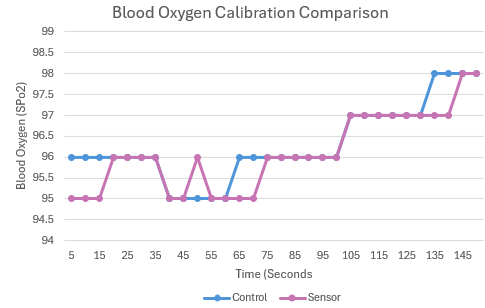 Blood Oxygen Calibration Comparison
99
98.5
98
97.5
97
96.5
96
95.5
95
94.5
94
Blood Oxygen (SPo2)
5 15 25 35 45 55 65 75 85 95 105 115 125 135 145
Time (Seconds
Control Sensor